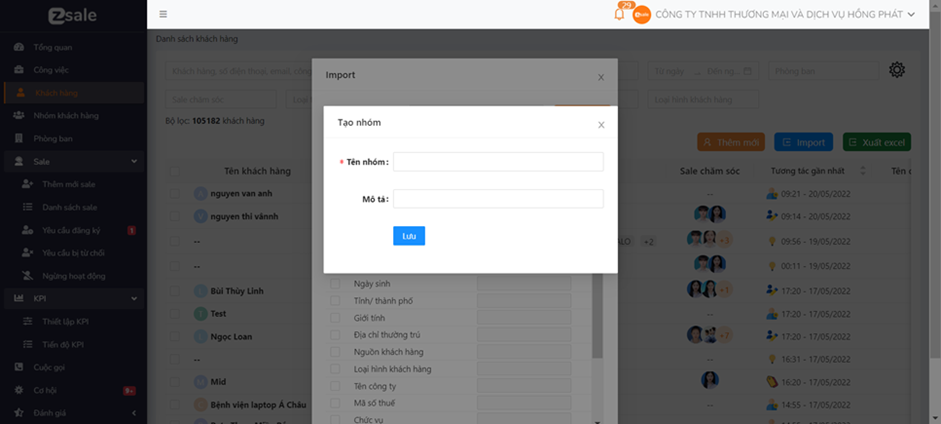 zsale
29
CÔNG TY TNHH THƯƠNG MẠI VÀ DỊCH VỤ HỒNG PHÁT
Tổng quan
Công việc
Khách hàng
Nhóm khách hàng
Phòng ban
Sale
Thêm mới sale
Danh sách sale
Yêu cầu đăng ký
1
Yêu cầu bị từ chối
Ngừng hoạt động
KPI
Thiết lập KPI
Tiến độ KPI
Cuộc gọi
Cơ hội
9+
Đánh giá
Danh sách khách hàng
Khách hàng, số điện thoại, email, công
Từ ngày ... Đến ng...
Phòng ban
Sale chăm sóc
Loại hình khách hàng
Bộ lọc: 105182 khách hàng
Thêm mới
Import
Xuất excel
Tên khách hàng
Sale chăm sóc
Tương tác gần nhất
nguyen van anh
--
09:21 - 20/05/2022
nguyen thi vánnh
09:14 - 20/05/2022
--
ALO
+2
+3
09:56 - 19/05/2022
--
00:11 - 19/05/2022
Bùi Thùy Linh
+1
17:20 - 17/05/2022
Test
--
17:20 - 17/05/2022
Ngọc Loan
+7
17:20 - 17/05/2022
--
--
16:31 - 17/05/2022
Mid
16:20 - 17/05/2022
Bệnh viện laptop Á Châu
--
14:55 - 17/05/2022
Import
X
Tạo nhóm
X
* Tên nhóm:
Mô tả:
Lưu
Ngày sinh
Tỉnh/ thành phố
Giới tính
Địa chỉ thường trú
Nguồn khách hàng
Loại hình khách hàng
Tên công ty
Mã số thuế
Chức vụ